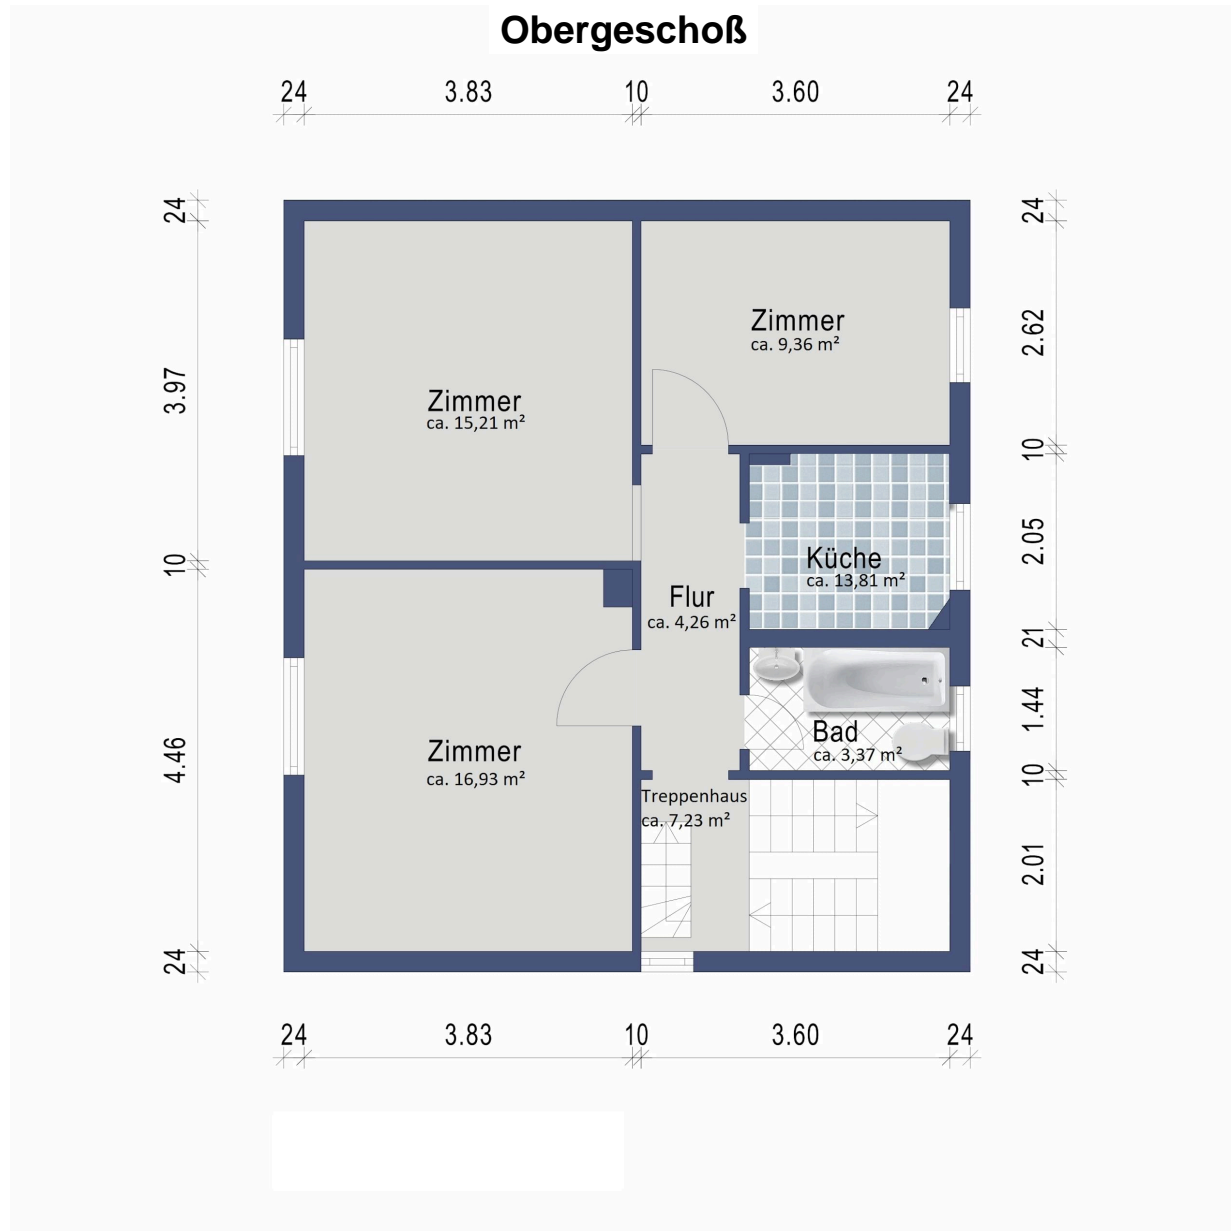 Obergeschoß
24 3.83 10 3.60 24
24
3.97
10
4.46
24
Zimmer
ca. 15,21 m²
Zimmer
ca. 9,36 m²
Küche
ca. 13,81 m²
Flur
ca. 4,26 m²
Bad
ca. 3,37 m²
Zimmer
ca. 16,93 m²
Treppenhaus
ca. 7,23 m²
24
2.62
10
2.05
21
1.44
10
2.01
24
24 3.83 10 3.60 24